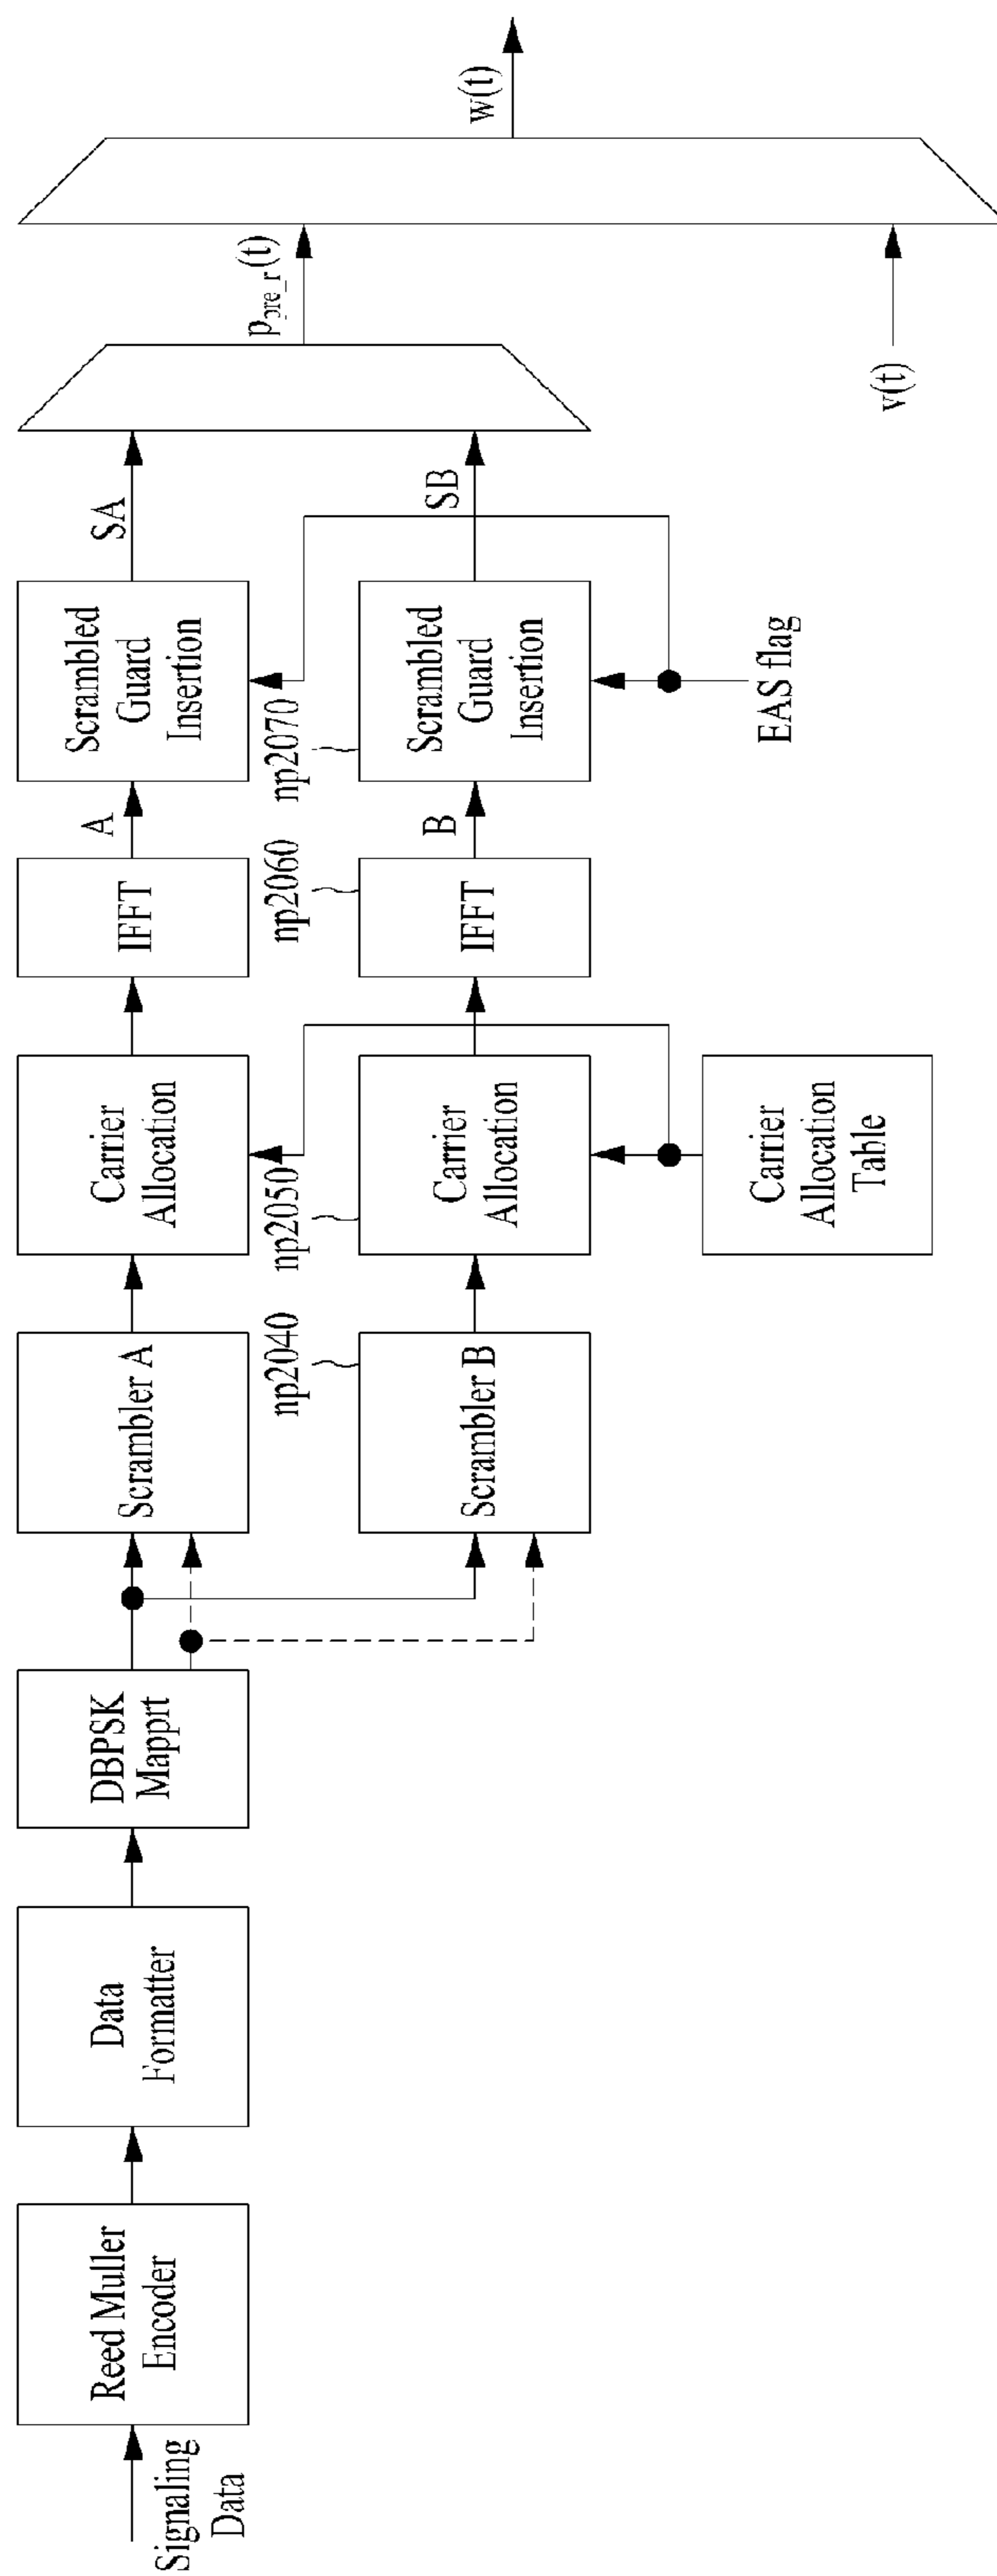 Signaling
Data
Reed Muller
Encoder
Data
Formatter
DBPSK
Mapprt
Scrambler A
Carrier
Allocation
IFFT
A
Scrambled
Guard
Insertion
SA
p_pre_r(t)
w(t)
np2040
np2050
np2060
np2070
Scrambler B
Carrier
Allocation
IFFT
B
Scrambled
Guard
Insertion
SB
Carrier
Allocation
Table
EAS flag
v(t)